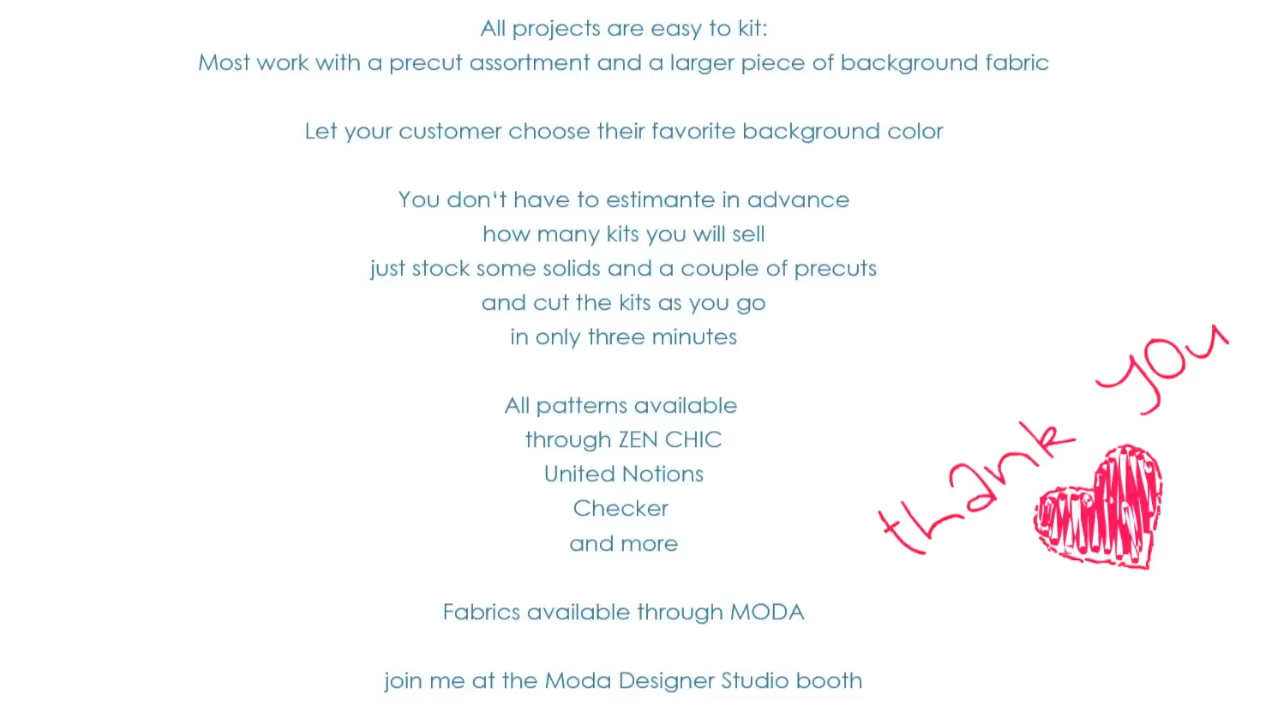 All projects are easy to kit:
Most work with a precut assortment and a larger piece of background fabric
Let your customer choose their favorite background color
You don‘t have to estimante in advance
how many kits you will sell
just stock some solids and a couple of precuts
and cut the kits as you go
in only three minutes
All patterns available
through ZEN CHIC
United Notions
Checker
and more
Fabrics available through MODA
join me at the Moda Designer Studio booth
thank you